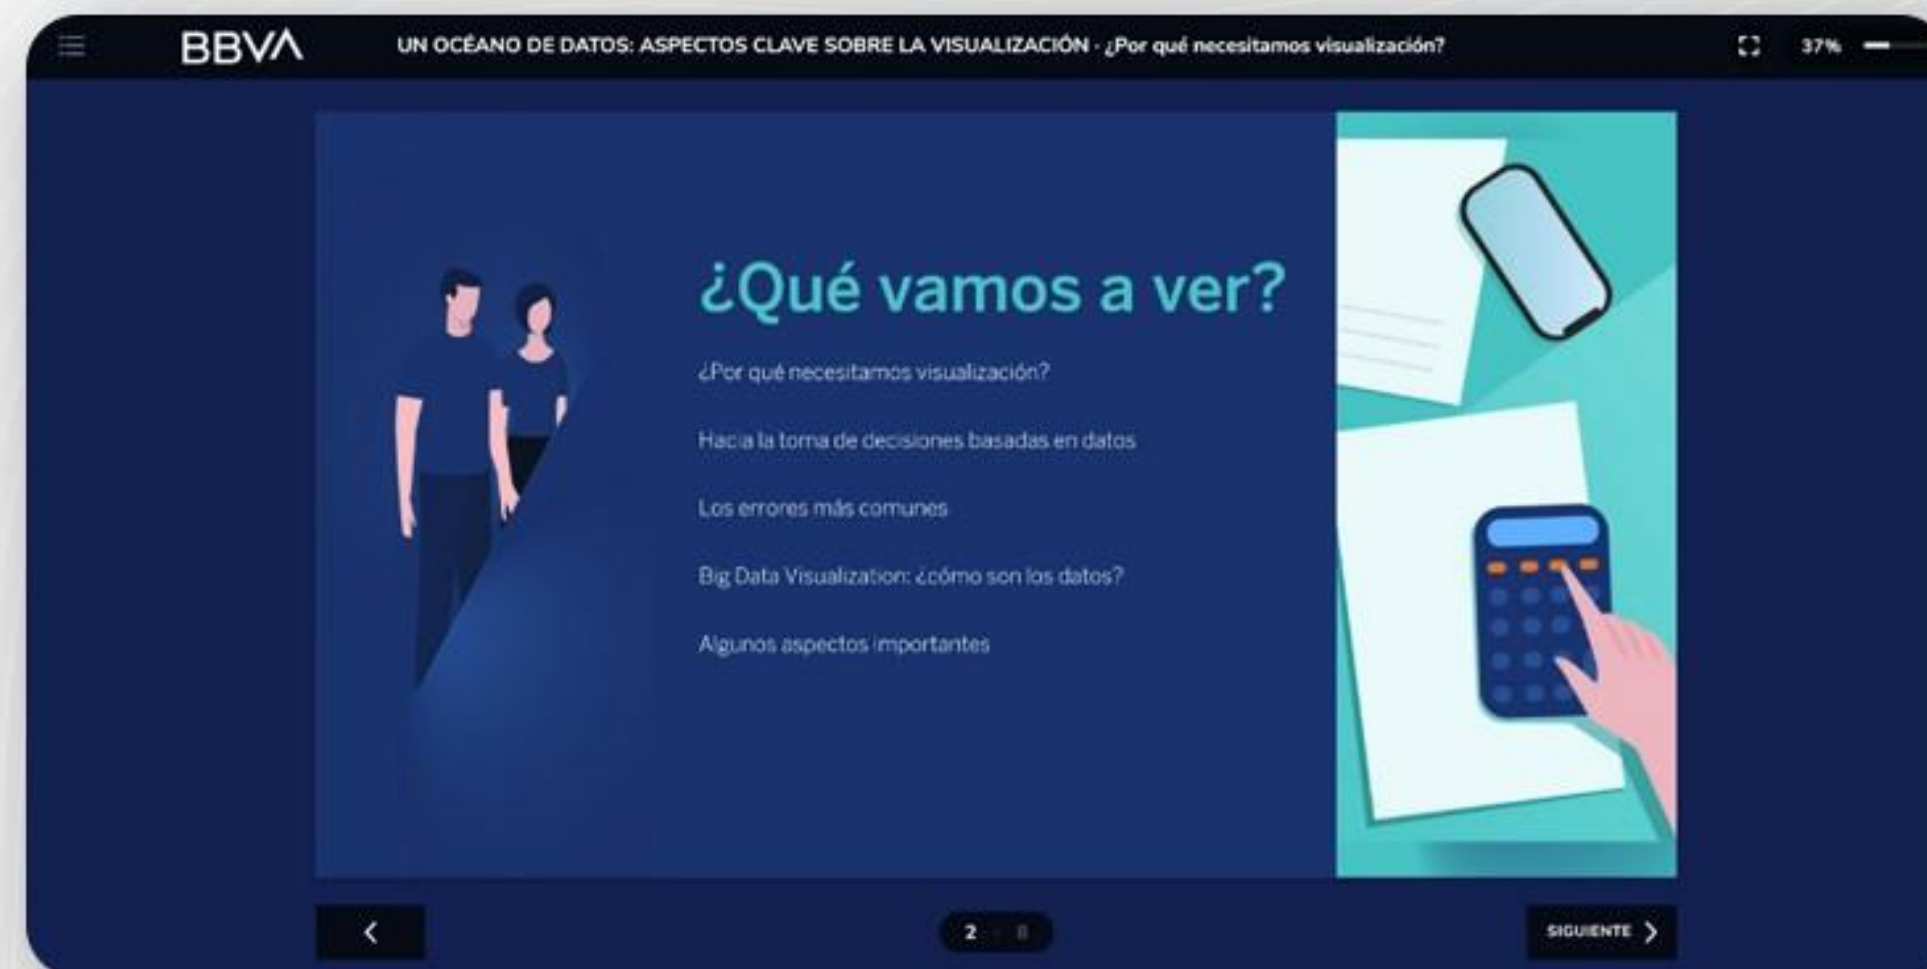 BBVA
UN OCÉANO DE DATOS: ASPECTOS CLAVE SOBRE LA VISUALIZACIÓN - ¿Por qué necesitamos visualización?
37%
¿Qué vamos a ver?
¿Por qué necesitamos visualización?
Hacia la toma de decisiones basadas en datos
Los errores más comunes
Big Data Visualization: ¿cómo son los datos?
Algunos aspectos importantes
2
SIGUIENTE